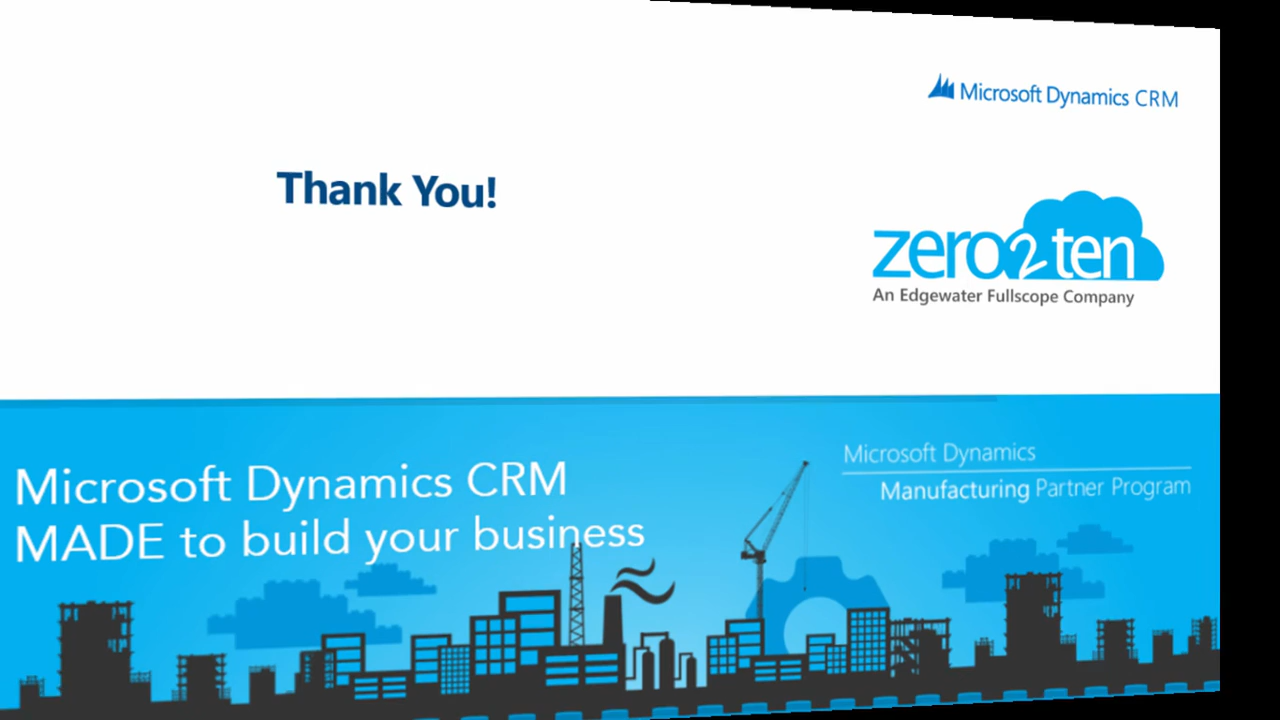 Microsoft Dynamics CRM
Thank You!
zero2ten
An Edgewater Fullscope Company
Microsoft Dynamics
Manufacturing Partner Program
Microsoft Dynamics CRM
MADE to build your business